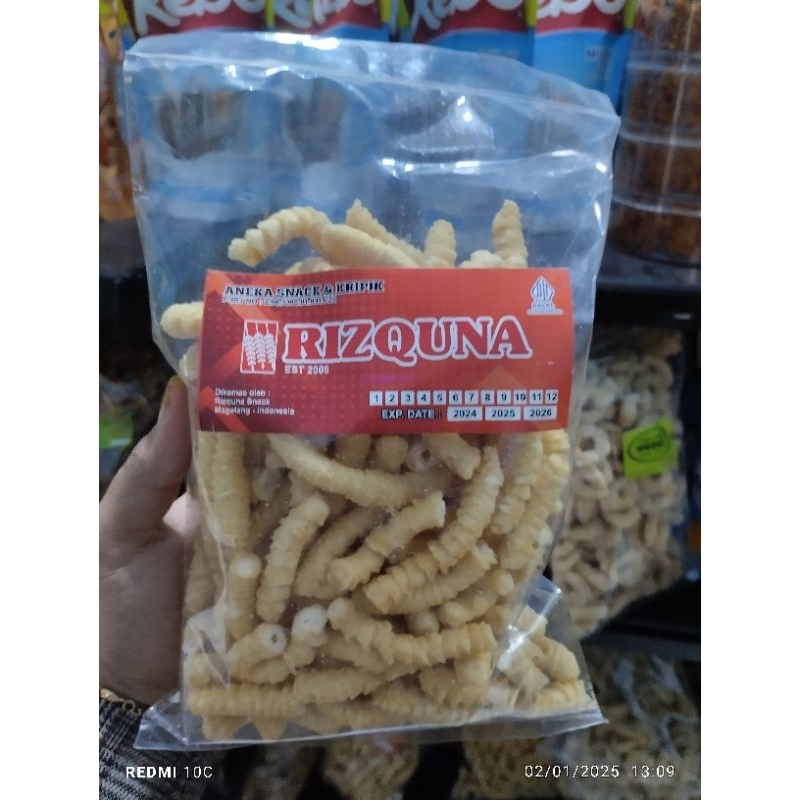 ANEKA SNACK & KRIPIK
RIZQUNA
EST 2005
Dikemas oleh :
Rizquna Snack
Magelang - Indonesia
1 2 3 4 5 6 7 8 9 10 11 12
EXP. DATE : 2024 2025 2026
REDMI 10C
02/01/2025 13:09